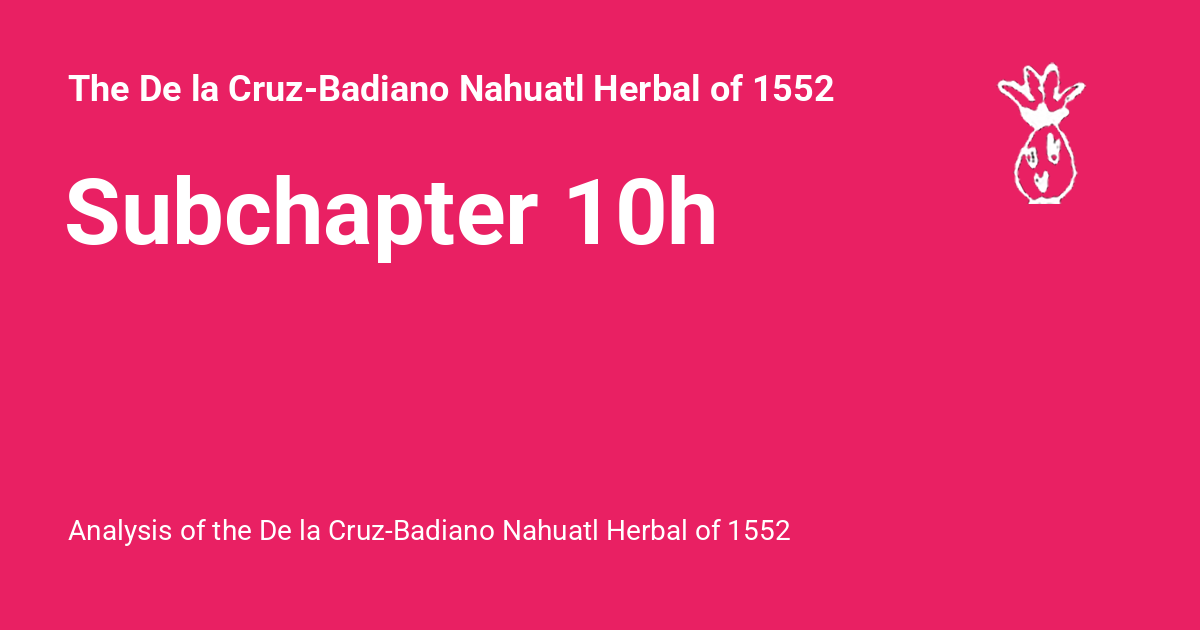 The De la Cruz-Badiano Nahuatl Herbal of 1552
Subchapter 10h
Analysis of the De la Cruz-Badiano Nahuatl Herbal of 1552